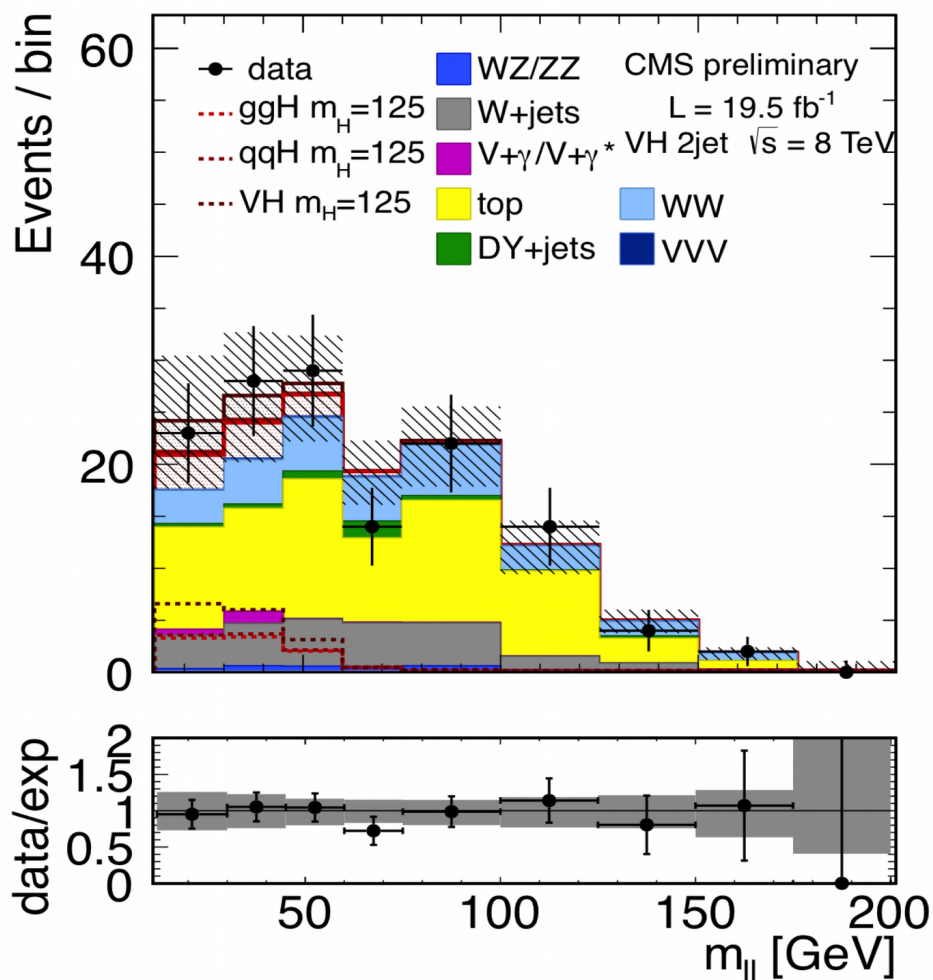 Events / bin
60
40
20
0
data
ggH m_H=125
qqH m_H=125
VH m_H=125
WZ/ZZ
W+jets
V+γ/V+γ*
top
DY+jets
WW
VVV
CMS preliminary
L = 19.5 fb⁻¹
VH 2jet √s = 8 TeV
data/exp
2
1.5
1
0.5
0
50 100 150 200
m_ll [GeV]